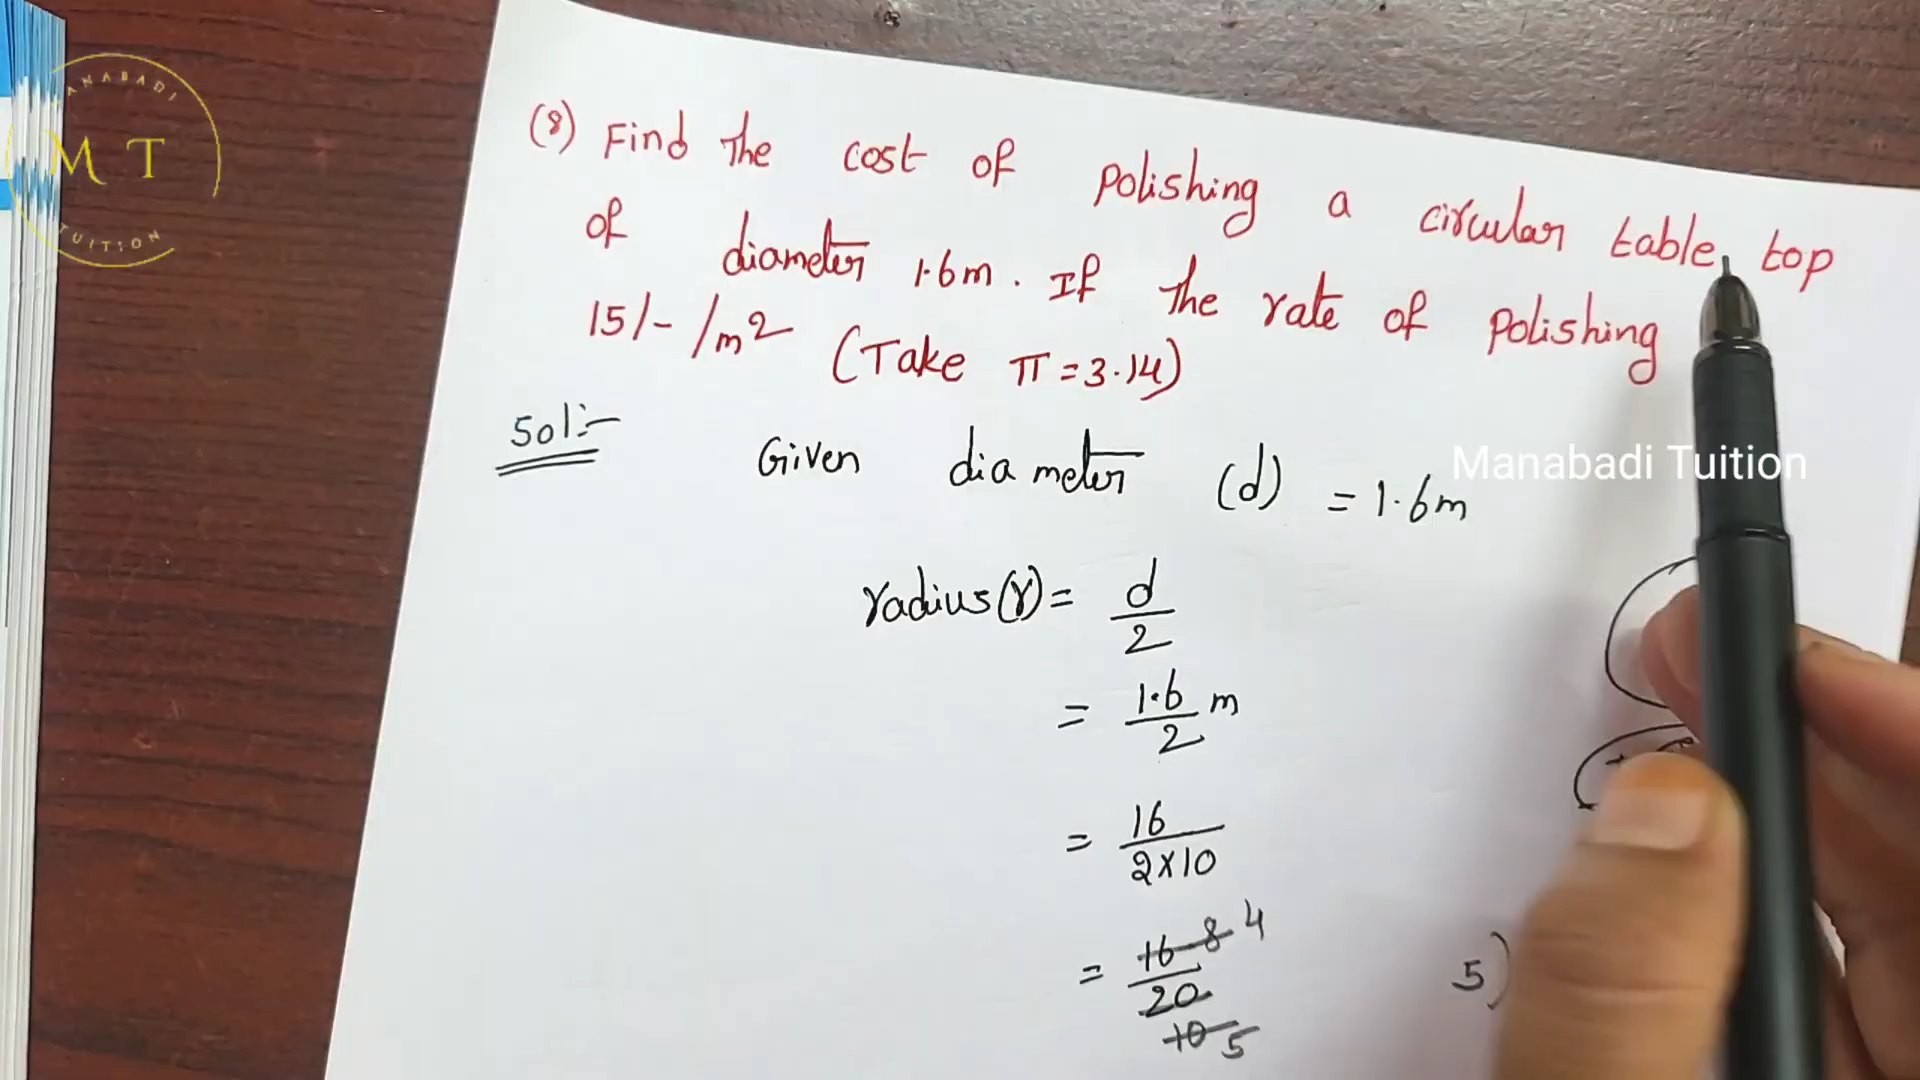 MANABADI
M T
TUITION
(8) Find the cost of polishing a circular table top
of diameter 1.6m. If the rate of polishing
15/- /m2 (Take π=3.14)
Sol:-
Given diameter (d) = 1.6m
Manabadi Tuition
radius(r) = d/2
= 1.6/2 m
= 16/2×10
= 16 8 4/20 10 5
5)